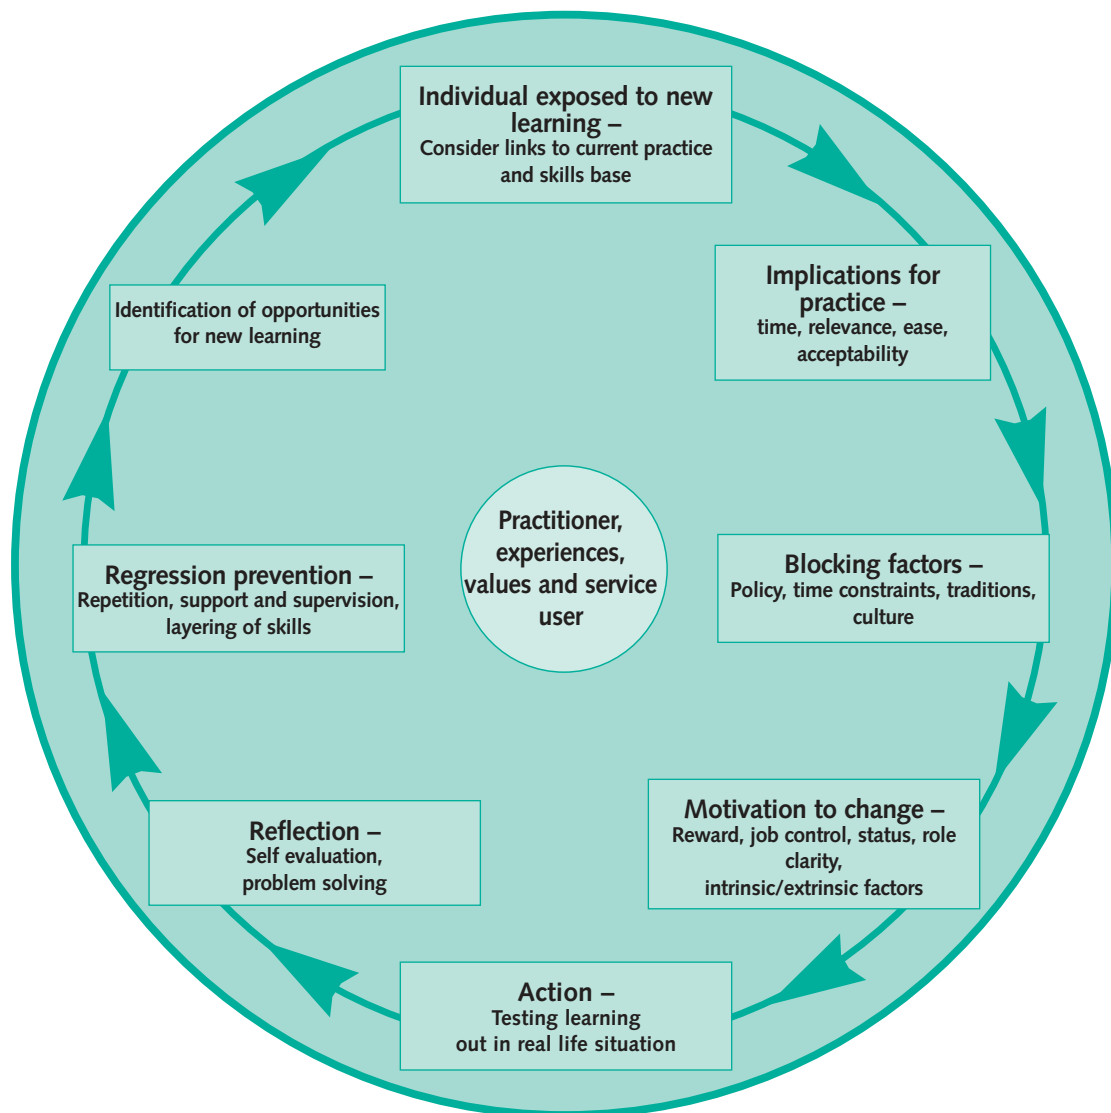 Individual exposed to new
learning –
Consider links to current practice
and skills base
Implications for
practice –
time, relevance, ease,
acceptability
Blocking factors –
Policy, time constraints, traditions,
culture
Motivation to change –
Reward, job control, status, role
clarity,
intrinsic/extrinsic factors
Action –
Testing learning
out in real life situation
Reflection –
Self evaluation,
problem solving
Regression prevention –
Repetition, support and supervision,
layering of skills
Identification of opportunities
for new learning
Practitioner,
experiences,
values and service
user